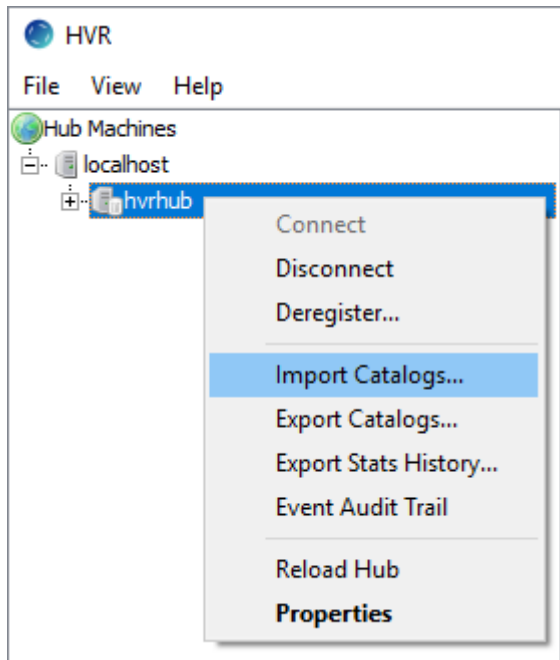 HVR
File View Help
Hub Machines
localhost
hvrhub
Connect
Disconnect
Deregister...
Import Catalogs...
Export Catalogs...
Export Stats History...
Event Audit Trail
Reload Hub
Properties